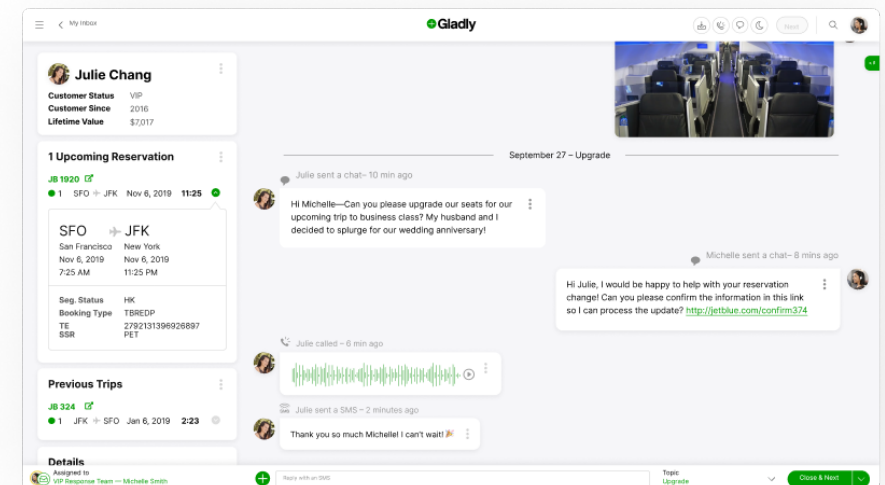 My Inbox
Gladly
Next
Julie Chang
Customer Status VIP
Customer Since 2016
Lifetime Value $7,017
1 Upcoming Reservation
JB 1920
1 SFO JFK Nov 6, 2019 11:25
SFO JFK
San Francisco New York
Nov 6, 2019 Nov 6, 2019
7:25 AM 11:25 PM
Seg. Status HK
Booking Type TBREDP
TE 2792131396926897
SSR PET
Previous Trips
JB 324
1 JFK SFO Jan 6, 2019 2:23
Details
Assigned to
VIP Response Team — Michelle Smith
September 27 – Upgrade
Julie sent a chat– 10 min ago
Hi Michelle—Can you please upgrade our seats for our
upcoming trip to business class? My husband and I
decided to splurge for our wedding anniversary!
Michelle sent a chat– 8 mins ago
Hi Julie, I would be happy to help with your reservation
change! Can you please confirm the information in this link
so I can process the update? http://jetblue.com/confirm374
Julie called – 6 min ago
Julie sent a SMS – 2 minutes ago
Thank you so much Michelle! I can't wait!🎉
Reply with an SMS
Topic
Upgrade
Close & Next